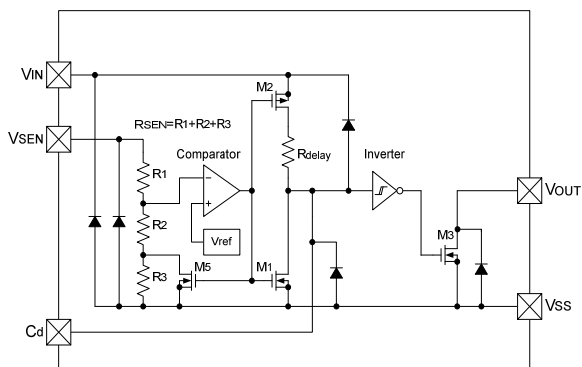 VIN
M2
RSEN=R1+R2+R3
VSEN
Rdelay
Comparator
Inverter
R1
−
+
VOUT
R2
Vref
M3
M5
M1
R3
VSS
Cd